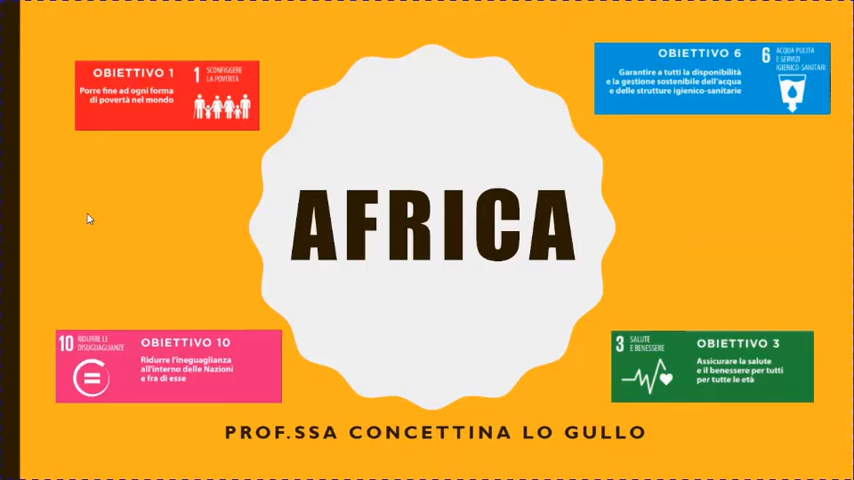 OBIETTIVO 1
Porre fine ad ogni forma
di povertà nel mondo
1 SCONFIGGERE
LA POVERTÀ
OBIETTIVO 6
Garantire a tutti la disponibilità
e la gestione sostenibile dell'acqua
e delle strutture igienico-sanitarie
6 ACQUA PULITA
E SERVIZI
IGIENICO-SANITARI
AFRICA
10 RIDURRE LE
DISUGUAGLIANZE
OBIETTIVO 10
Ridurre l'ineguaglianza
all'interno delle Nazioni
e fra di esse
3 SALUTE
E BENESSERE
OBIETTIVO 3
Assicurare la salute
e il benessere per tutti
per tutte le età
PROF.SSA CONCETTINA LO GULLO